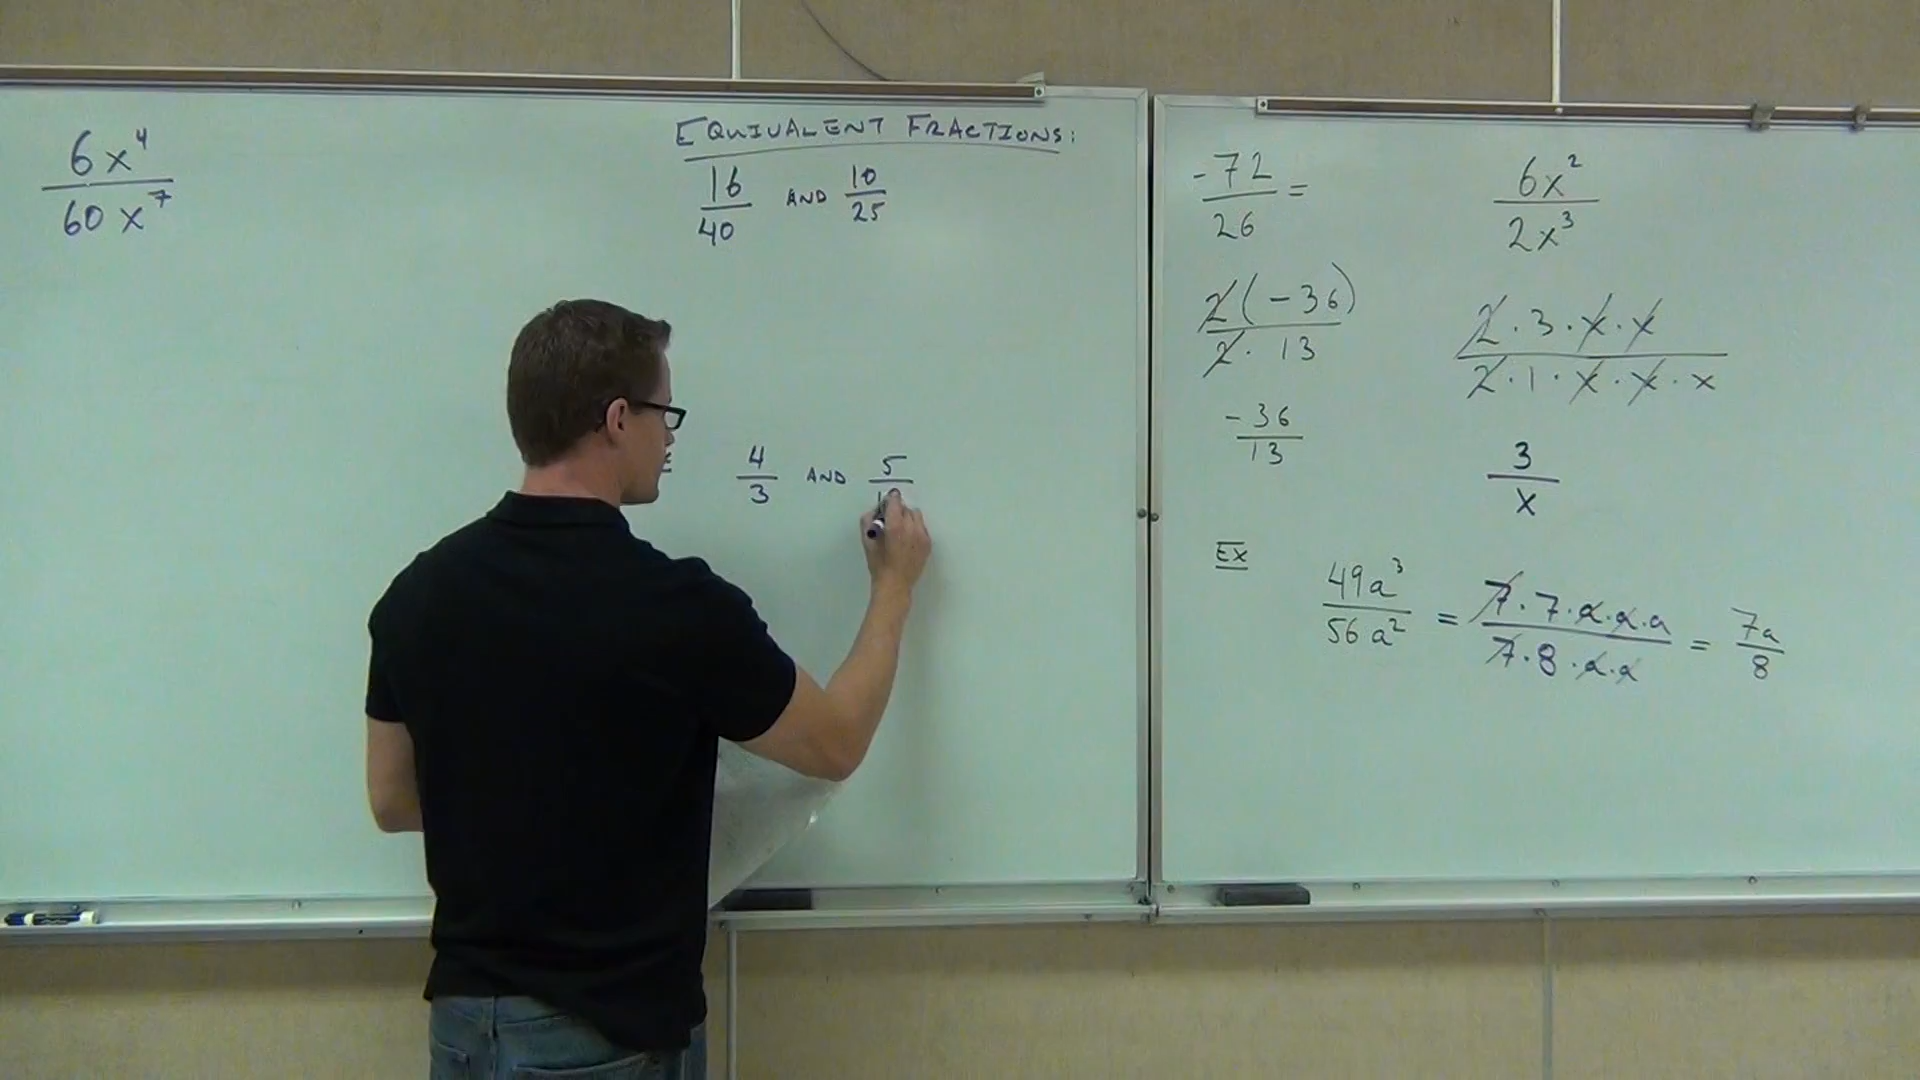 6x⁴
60x⁷
EQUIVALENT FRACTIONS:
16/40 AND 10/25
4/3 AND 5/
-72/26 =
2(-36)/2·13
-36/13
6x²/2x³
2·3·x·x/2·1·x·x·x
3/x
Ex
49a³/56a² = 7·7·a·a·a/7·8·a·a = 7a/8